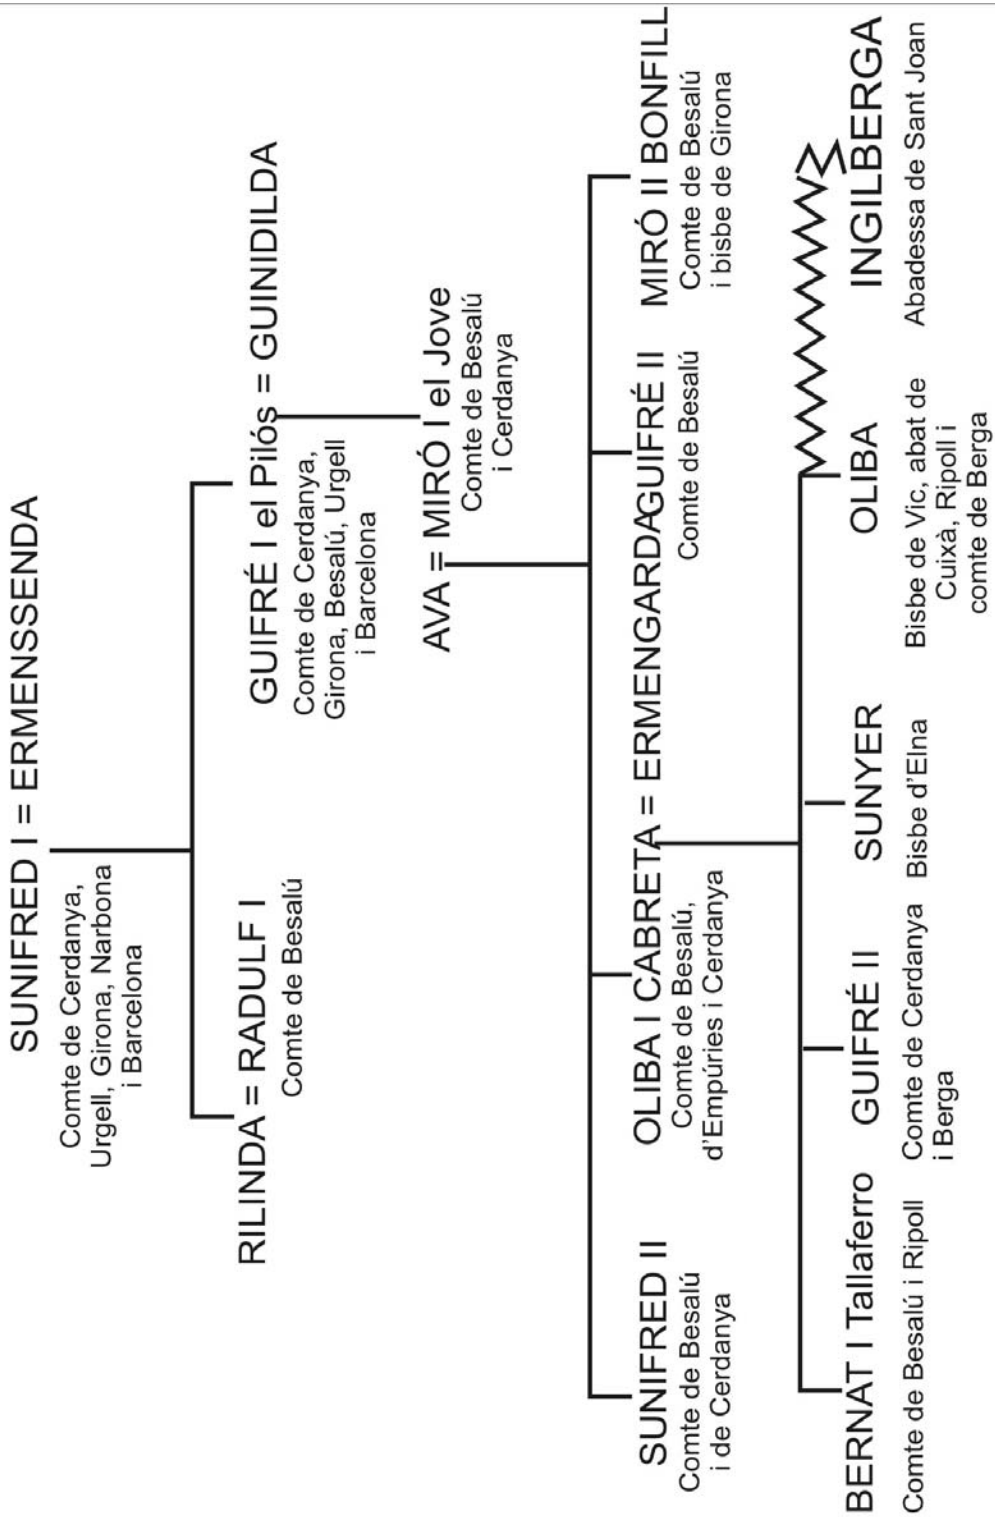 SUNIFRED I = ERMENSSENDA
Comte de Cerdanya,
Urgell, Girona, Narbona
i Barcelona
RILINDA = RADULF I
Comte de Besalú
GUIFRÉ I el Pilós = GUINIDILDA
Comte de Cerdanya,
Girona, Besalú, Urgell
i Barcelona
AVA = MIRÓ I el Jove
Comte de Besalú
i Cerdanya
SUNIFRED II
Comte de Besalú
i de Cerdanya
OLIBA I CABRETA = ERMENGARDA
Comte de Besalú,
d'Empúries i Cerdanya
GUIFRÉ II
Comte de Besalú
MIRÓ II BONFILL
Comte de Besalú
i bisbe de Girona
BERNAT I Tallaferro
Comte de Besalú i Ripoll
GUIFRÉ II
Comte de Cerdanya
i Berga
SUNYER
Bisbe d'Elna
OLIBA
Bisbe de Vic, abat de
Cuixà, Ripoll i
comte de Berga
INGILBERGA
Abadessa de Sant Joan